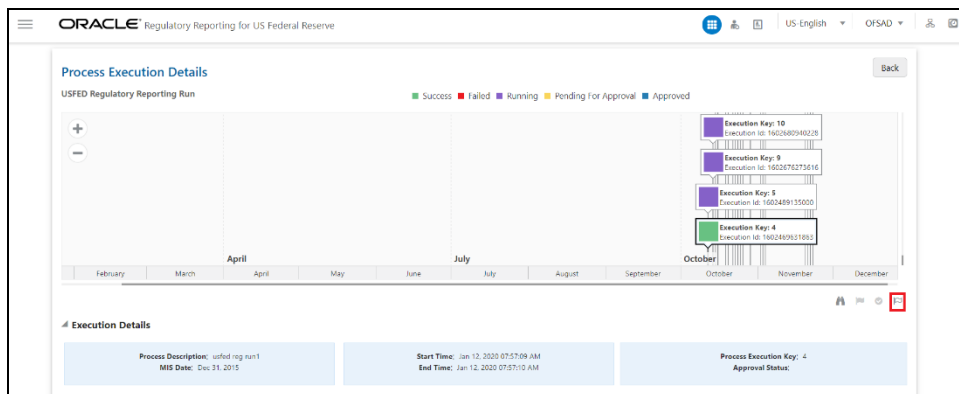 ORACLE® Regulatory Reporting for US Federal Reserve
US-English
OFSAD
Process Execution Details
Back
USFED Regulatory Reporting Run
Success
Failed
Running
Pending For Approval
Approved
Execution Key: 10
Execution Id: 1602680940228
Execution Key: 9
Execution Id: 1602676273616
Execution Key: 5
Execution Id: 1602489135000
Execution Key: 4
Execution Id: 1602469631863
April
July
October
February
March
April
May
June
July
August
September
October
November
December
Execution Details
Process Description: usfed reg run1
MIS Date: Dec 31, 2015
Start Time: Jan 12, 2020 07:57:09 AM
End Time: Jan 12, 2020 07:57:10 AM
Process Execution Key: 4
Approval Status: